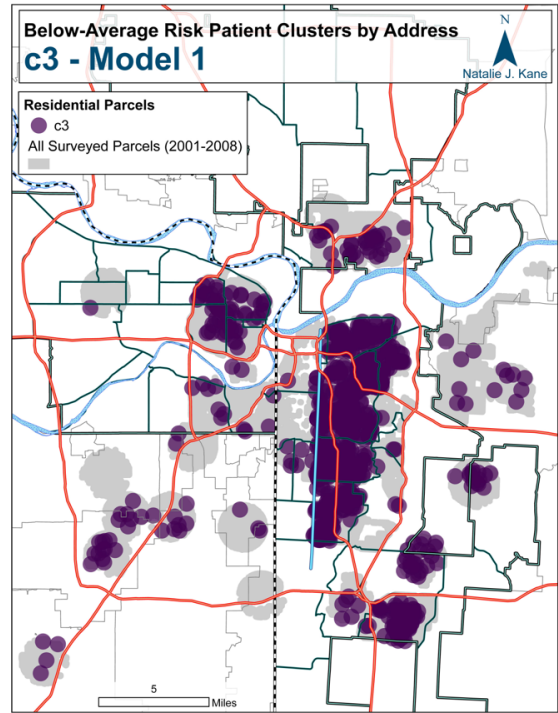 Below-Average Risk Patient Clusters by Address
c3 - Model 1
N
Natalie J. Kane
Residential Parcels
c3
All Surveyed Parcels (2001-2008)
5
Miles